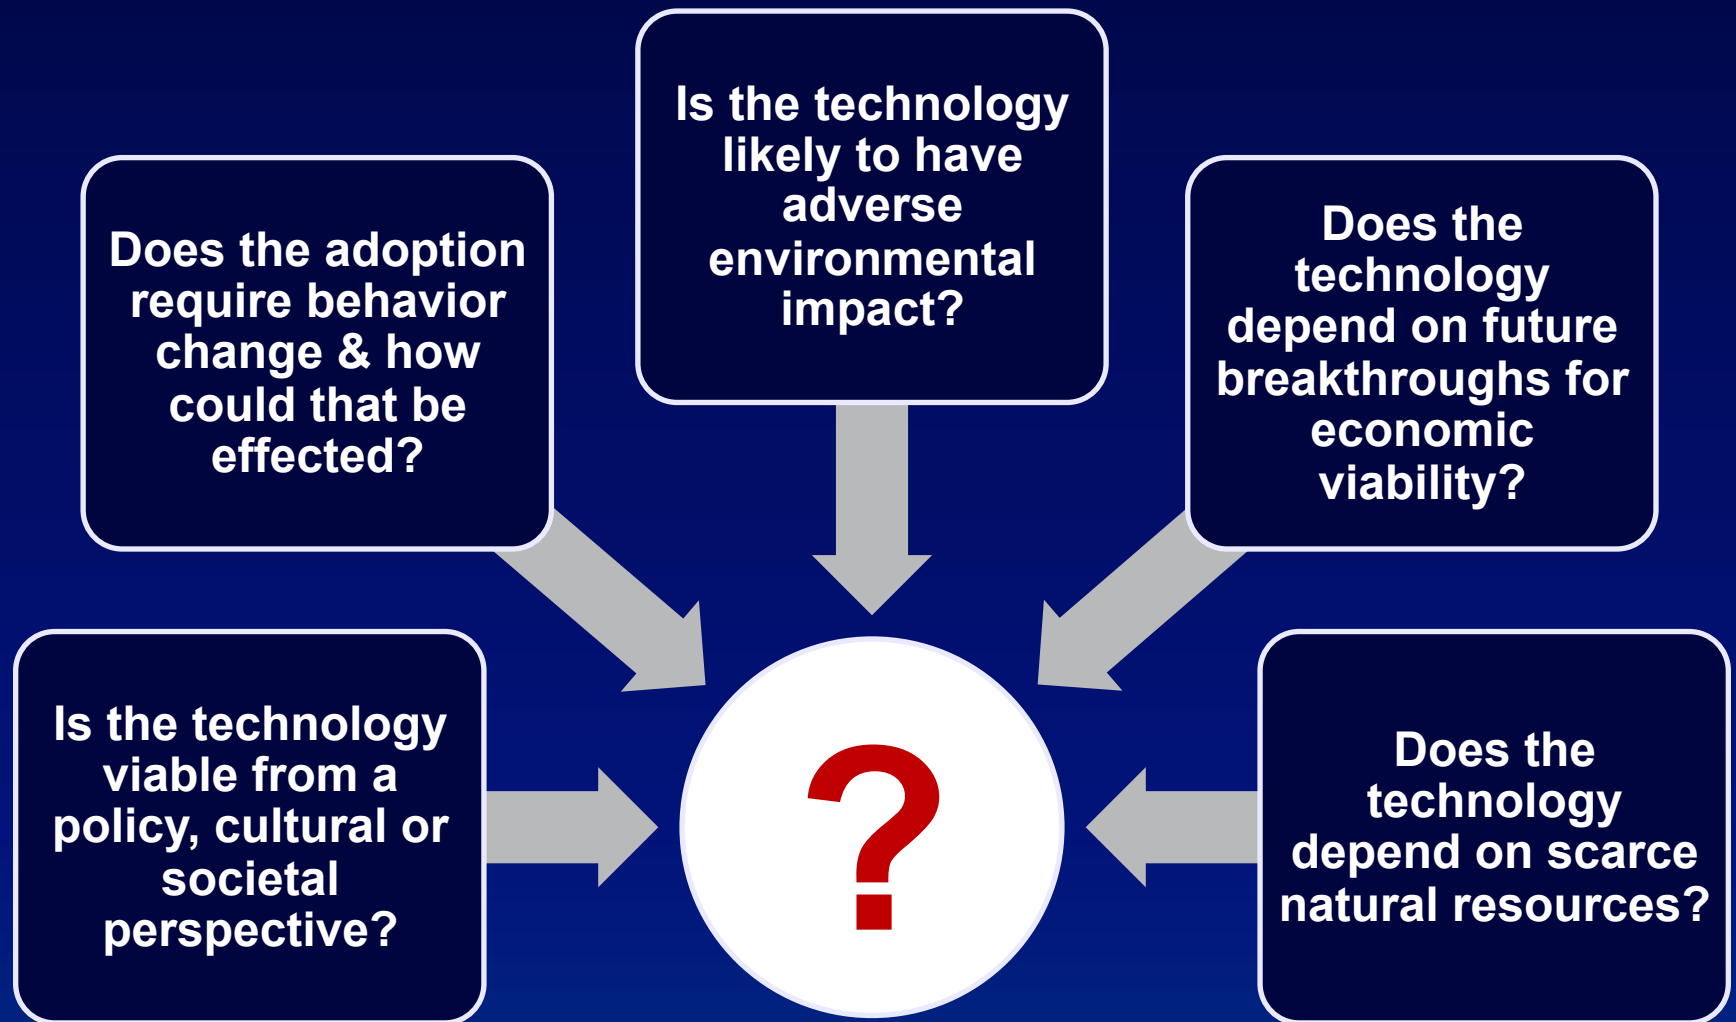 Is the technology
viable from a
policy, cultural or
societal
perspective?
Does the adoption
require behavior
change & how
could that be
effected?
Is the technology
likely to have
adverse
environmental
impact?
Does the
technology
depend on future
breakthroughs for
economic
viability?
Does the
technology
depend on scarce
natural resources?
?